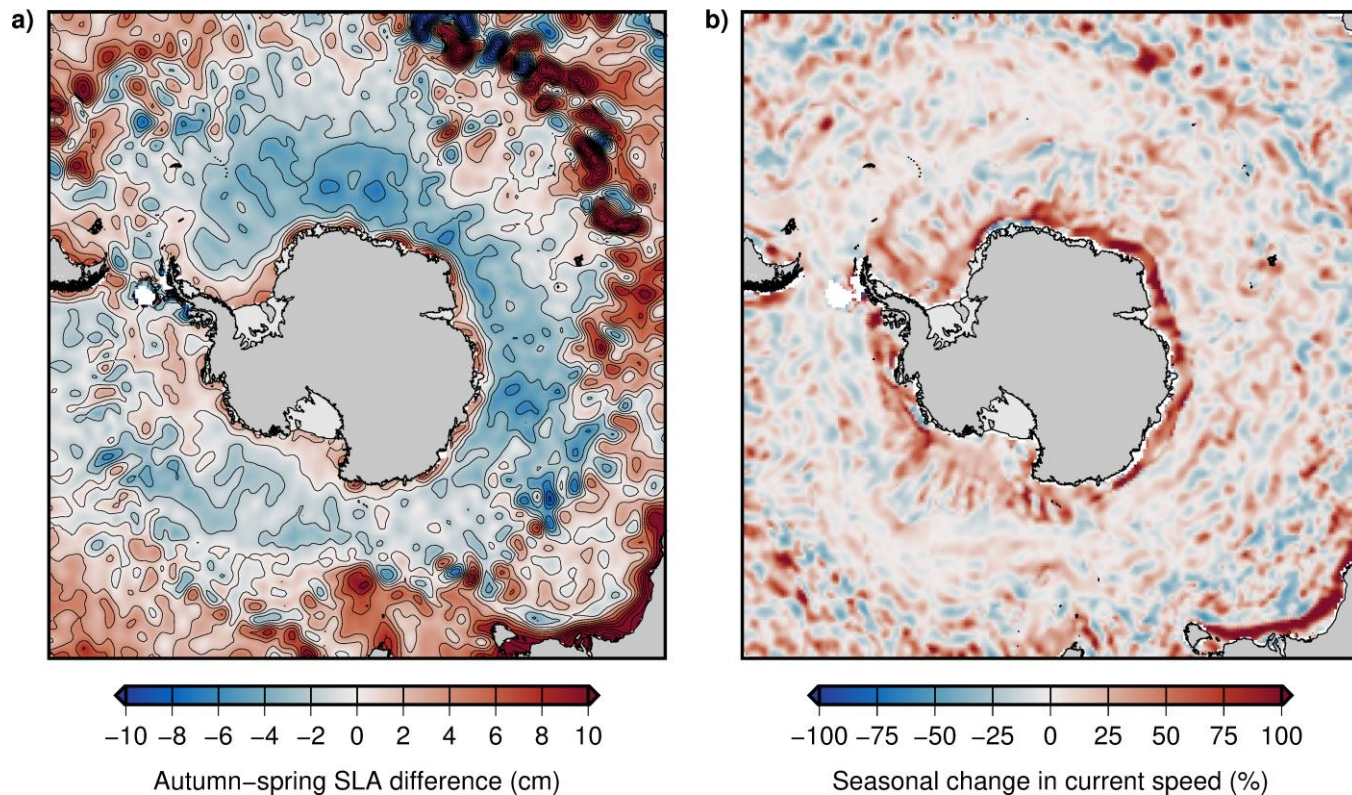 a)
b)
−10 −8 −6 −4 −2 0 2 4 6 8 10
Autumn−spring SLA difference (cm)
−100 −75 −50 −25 0 25 50 75 100
Seasonal change in current speed (%)